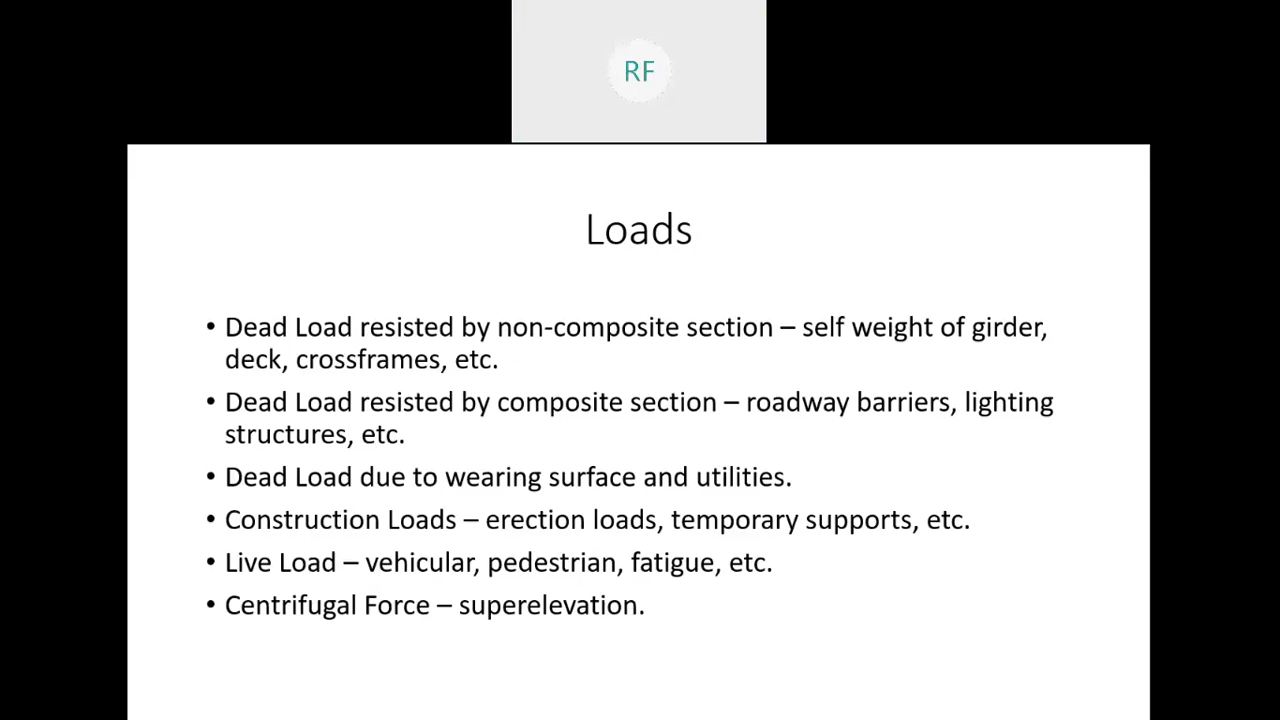 RF
Loads
• Dead Load resisted by non-composite section – self weight of girder,
deck, crossframes, etc.
• Dead Load resisted by composite section – roadway barriers, lighting
structures, etc.
• Dead Load due to wearing surface and utilities.
• Construction Loads – erection loads, temporary supports, etc.
• Live Load – vehicular, pedestrian, fatigue, etc.
• Centrifugal Force – superelevation.